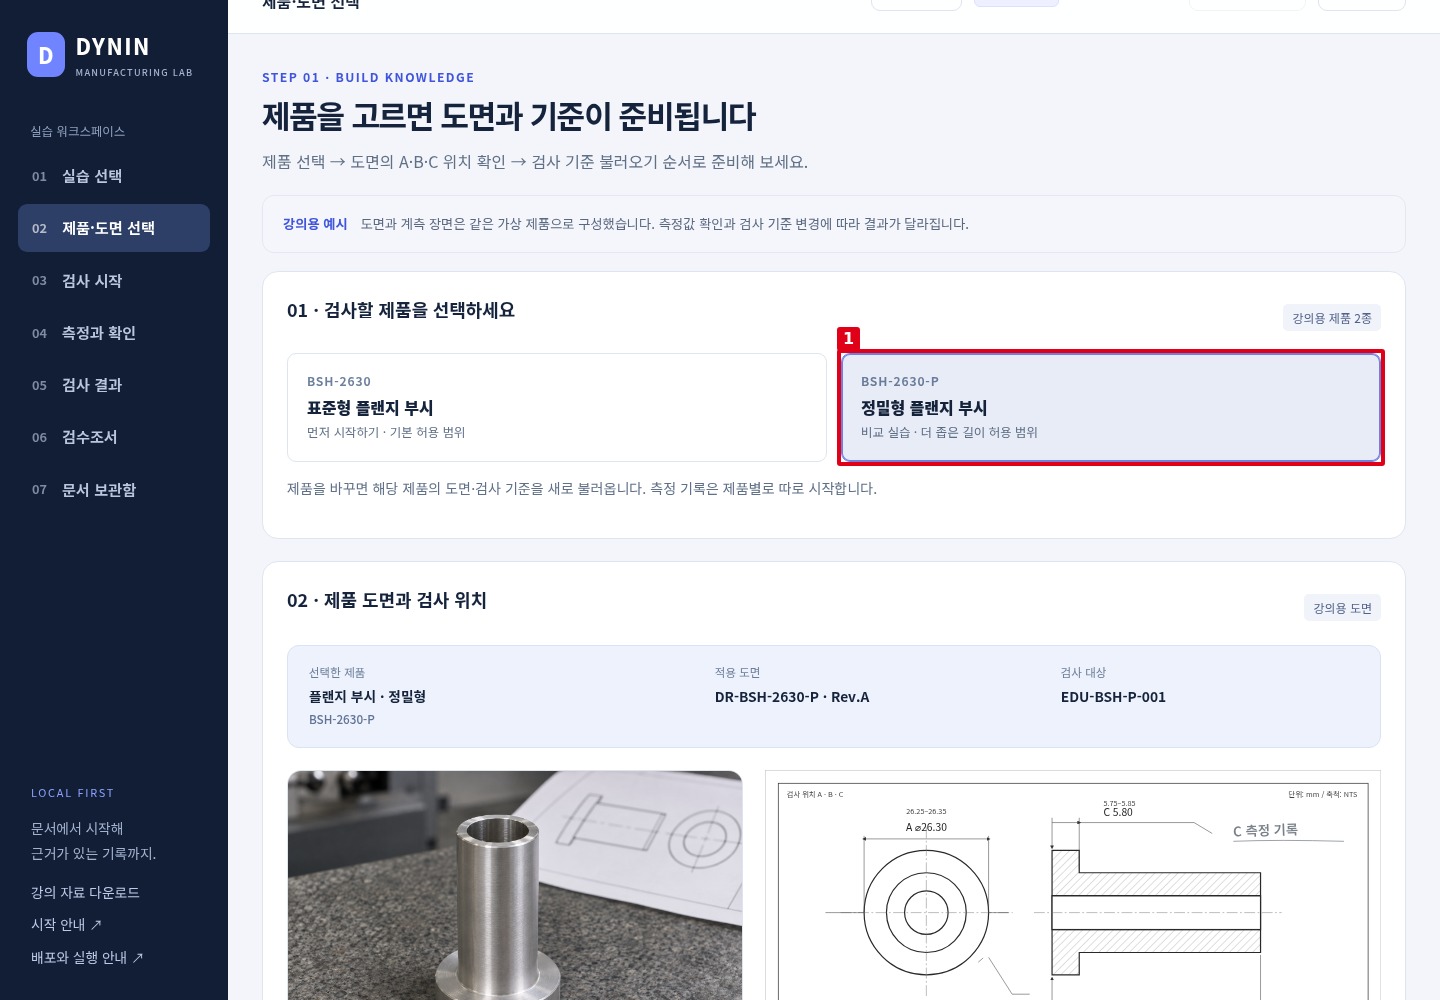 D
DYNIN
MANUFACTURING LAB
실습 워크스페이스
01 실습 선택
02 제품·도면 선택
03 검사 시작
04 측정과 확인
05 검사 결과
06 검수조서
07 문서 보관함
LOCAL FIRST
문서에서 시작해
근거가 있는 기록까지.
강의 자료 다운로드
시작 안내 ↗
배포와 실행 안내 ↗
제품·도면 선택
STEP 01 · BUILD KNOWLEDGE
제품을 고르면 도면과 기준이 준비됩니다
제품 선택 → 도면의 A·B·C 위치 확인 → 검사 기준 불러오기 순서로 준비해 보세요.
강의용 예시 도면과 계측 장면은 같은 가상 제품으로 구성했습니다. 측정값 확인과 검사 기준 변경에 따라 결과가 달라집니다.
01 · 검사할 제품을 선택하세요
강의용 제품 2종
BSH-2630
표준형 플랜지 부시
먼저 시작하기 · 기본 허용 범위
1
BSH-2630-P
정밀형 플랜지 부시
비교 실습 · 더 좁은 길이 허용 범위
제품을 바꾸면 해당 제품의 도면·검사 기준을 새로 불러옵니다. 측정 기록은 제품별로 따로 시작합니다.
02 · 제품 도면과 검사 위치
강의용 도면
선택한 제품
플랜지 부시 · 정밀형
BSH-2630-P
적용 도면
DR-BSH-2630-P · Rev.A
검사 대상
EDU-BSH-P-001
검사 위치 A · B · C
단위: mm / 축척: NTS
26.25~26.35
A ⌀26.30
5.75~5.85
C 5.80
C 측정 기록